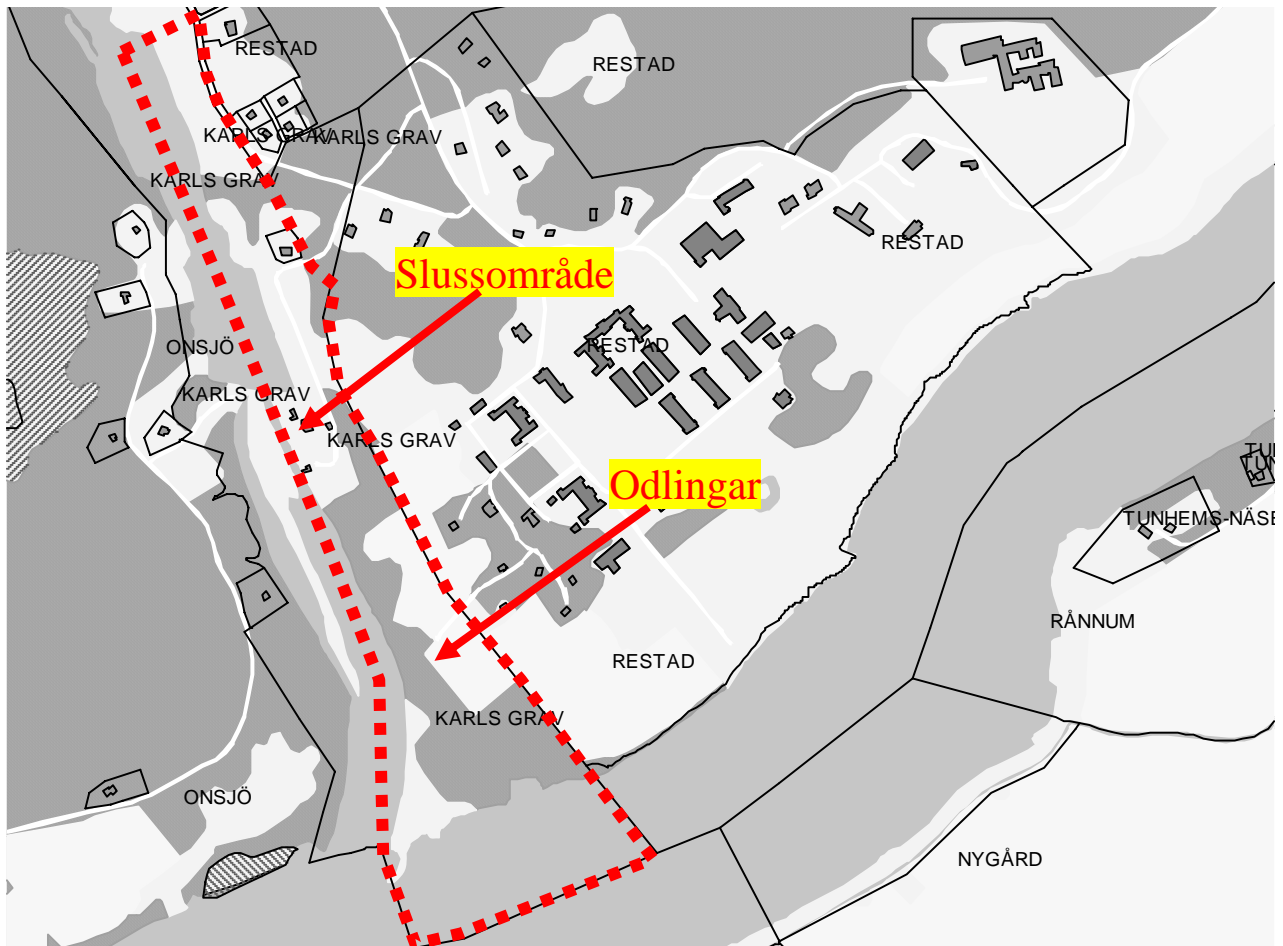 RESTAD
RESTAD
KARLS GRAV
KARLS GRAV
KARLS GRAV
RESTAD
Slussområde
ONSJÖ
RESTAD
KARLS GRAV
KARLS GRAV
Odlingar
TUNHEMS-NÄSE
RÅNNUM
RESTAD
KARLS GRAV
ONSJÖ
NYGÅRD